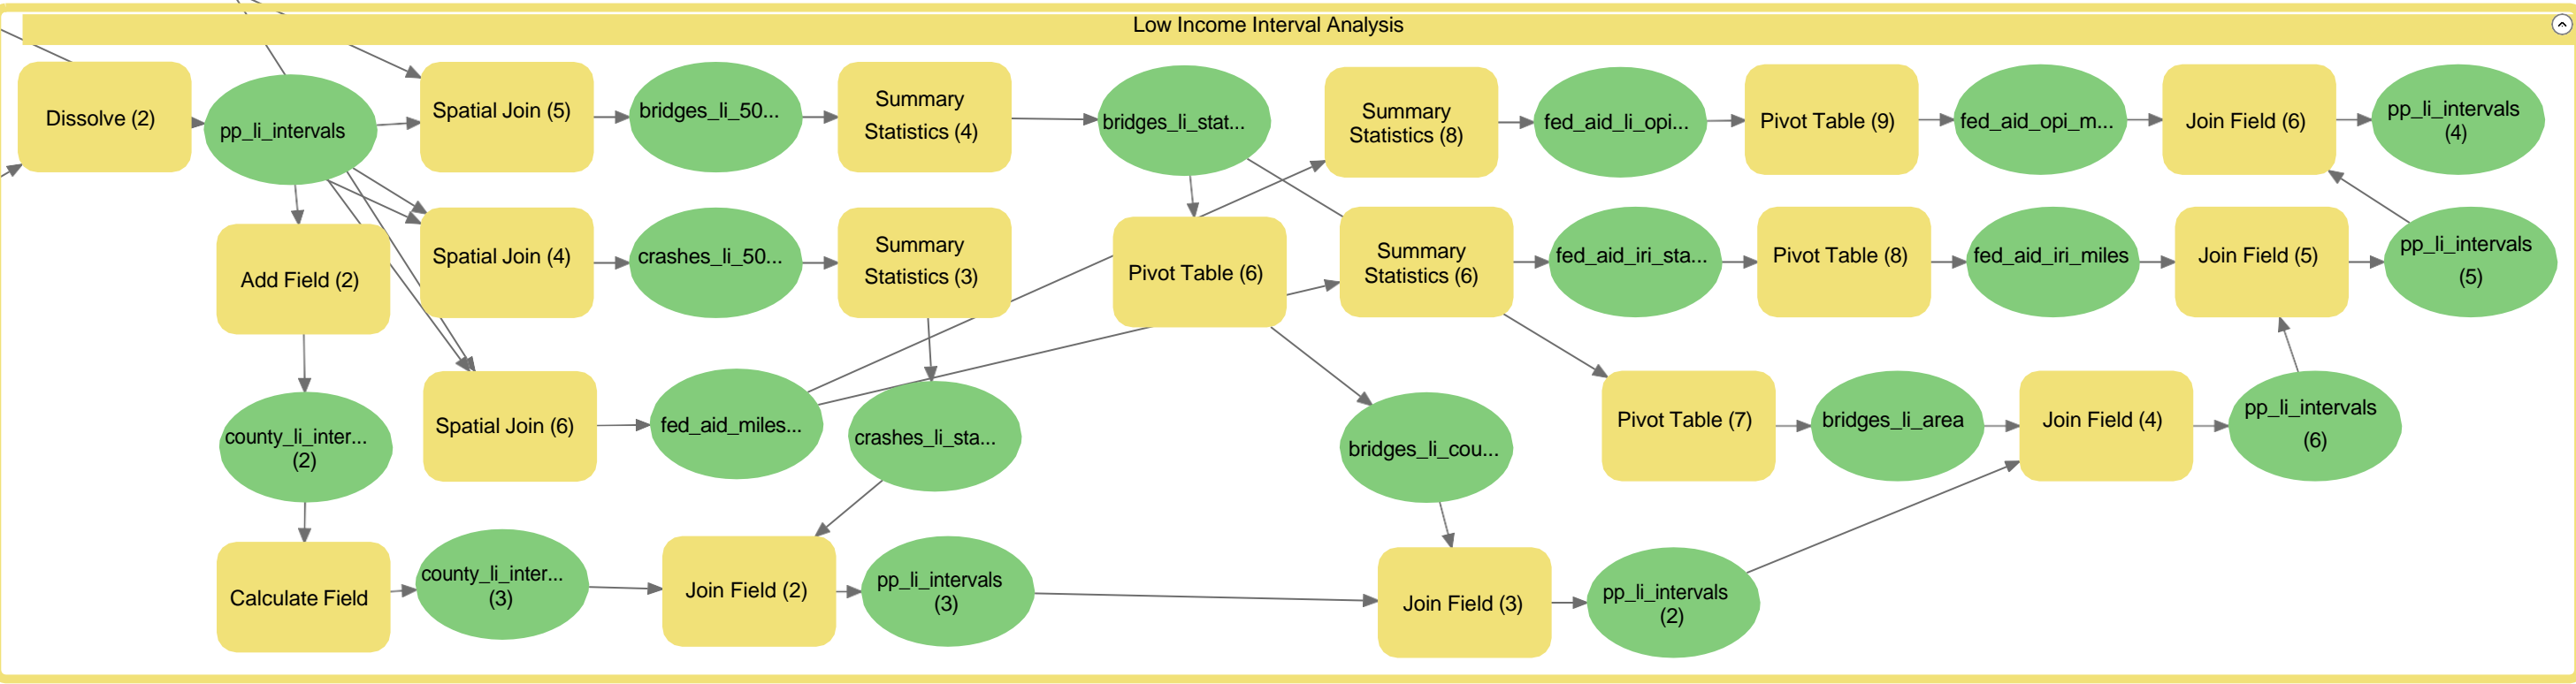 Low Income Interval Analysis
Dissolve (2)
pp_li_intervals
Spatial Join (5)
bridges_li_50...
Summary
Statistics (4)
bridges_li_stat...
Summary
Statistics (8)
fed_aid_li_opi...
Pivot Table (9)
fed_aid_opi_m...
Join Field (6)
pp_li_intervals
(4)
Add Field (2)
Spatial Join (4)
crashes_li_50...
Summary
Statistics (3)
Pivot Table (6)
Summary
Statistics (6)
fed_aid_iri_sta...
Pivot Table (8)
fed_aid_iri_miles
Join Field (5)
pp_li_intervals
(5)
county_li_inter...
(2)
Spatial Join (6)
fed_aid_miles...
crashes_li_sta...
bridges_li_cou...
Pivot Table (7)
bridges_li_area
Join Field (4)
pp_li_intervals
(6)
Calculate Field
county_li_inter...
(3)
Join Field (2)
pp_li_intervals
(3)
Join Field (3)
pp_li_intervals
(2)